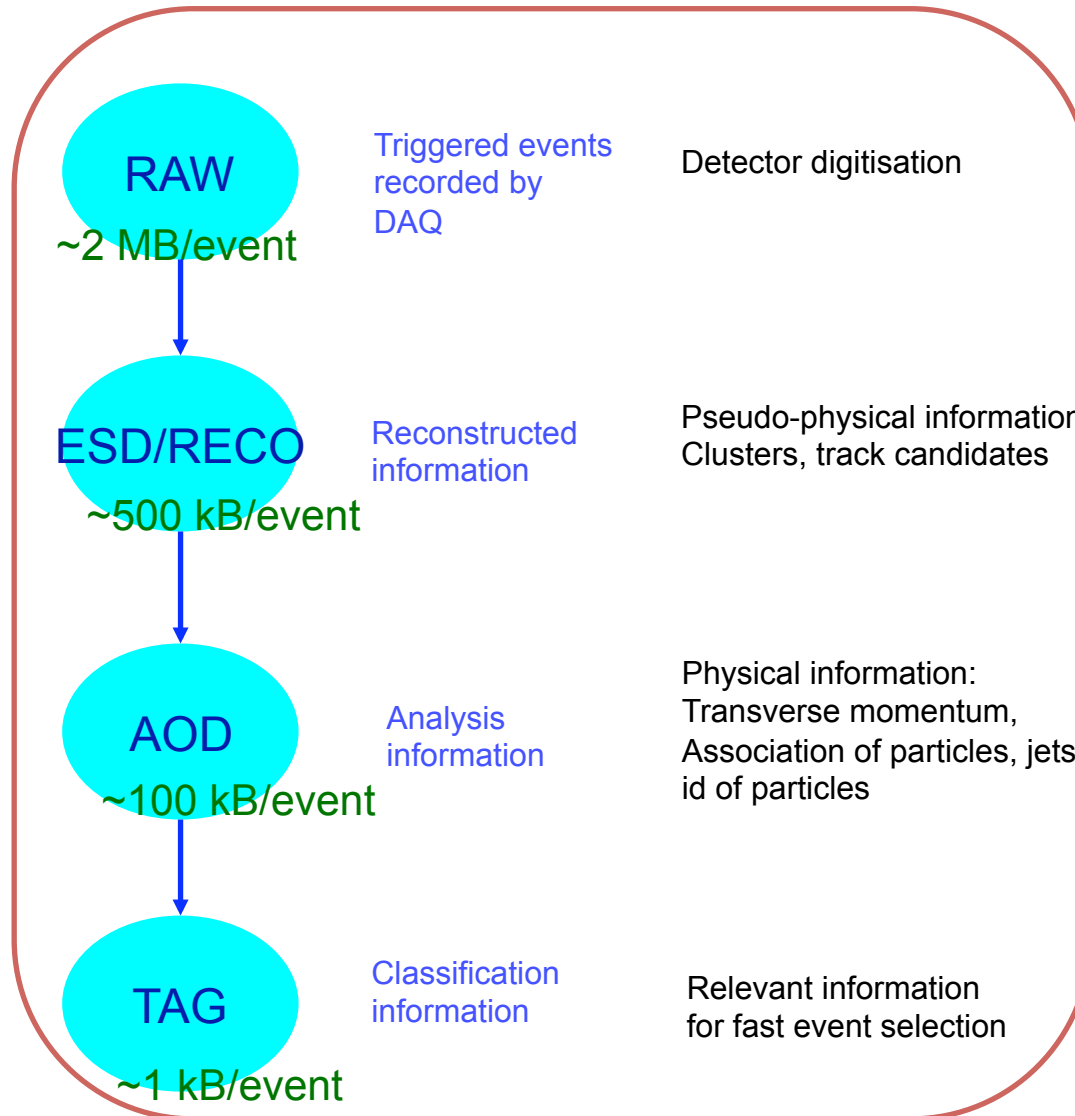 RAW
~2 MB/event
Triggered events
recorded by
DAQ
Detector digitisation
ESD/RECO
~500 kB/event
Reconstructed
information
Pseudo-physical information
Clusters, track candidates
AOD
~100 kB/event
Analysis
information
Physical information:
Transverse momentum,
Association of particles, jets
id of particles
TAG
~1 kB/event
Classification
information
Relevant information
for fast event selection